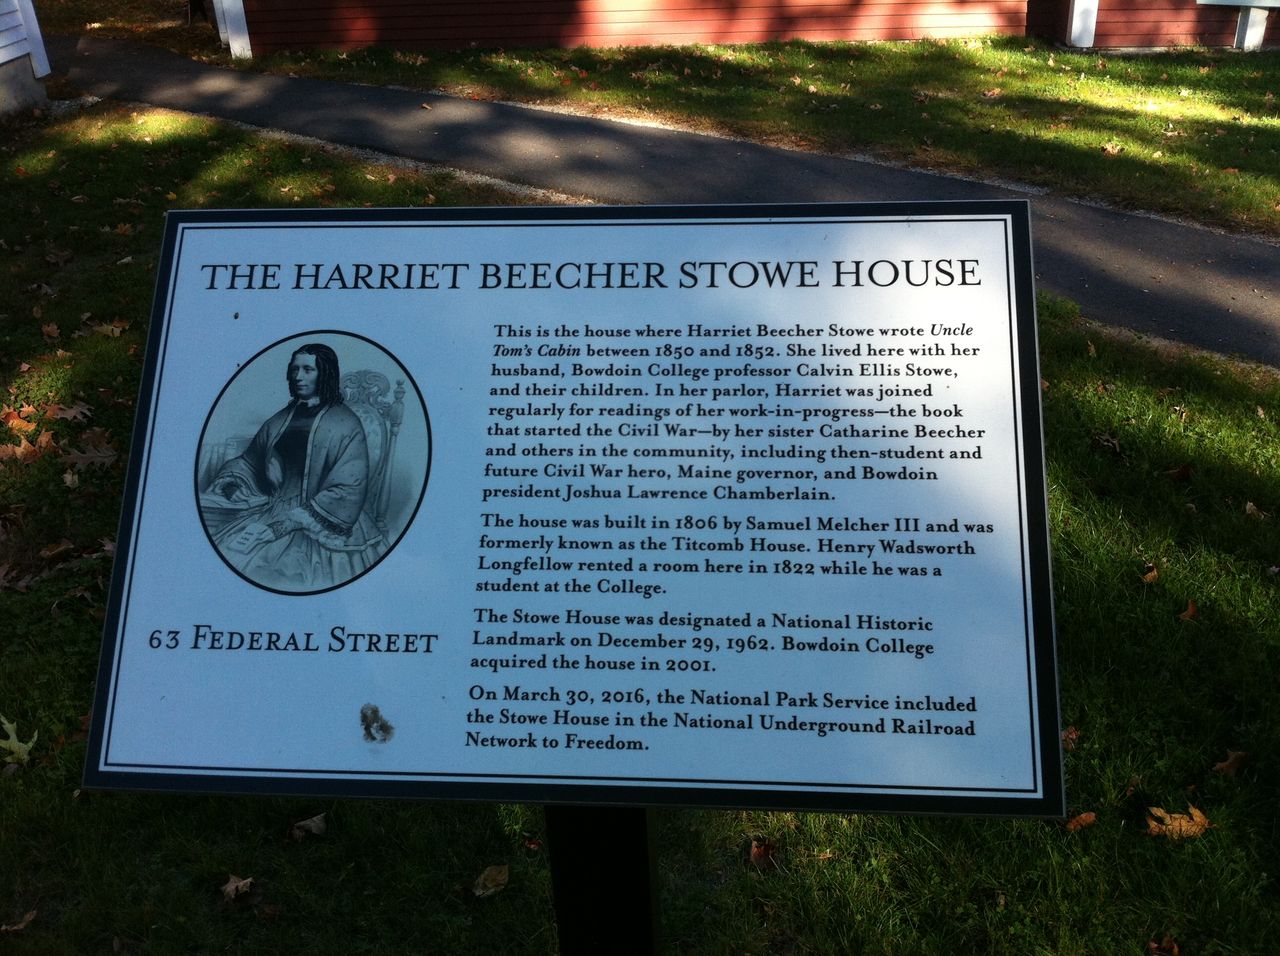 THE HARRIET BEECHER STOWE HOUSE
This is the house where Harriet Beecher Stowe wrote Uncle
Tom's Cabin between 1850 and 1852. She lived here with her
husband, Bowdoin College professor Calvin Ellis Stowe,
and their children. In her parlor, Harriet was joined
regularly for readings of her work-in-progress—the book
that started the Civil War—by her sister Catharine Beecher
and others in the community, including then-student and
future Civil War hero, Maine governor, and Bowdoin
president Joshua Lawrence Chamberlain.
The house was built in 1806 by Samuel Melcher III and was
formerly known as the Titcomb House. Henry Wadsworth
Longfellow rented a room here in 1822 while he was a
student at the College.
The Stowe House was designated a National Historic
Landmark on December 29, 1962. Bowdoin College
acquired the house in 2001.
On March 30, 2016, the National Park Service included
the Stowe House in the National Underground Railroad
Network to Freedom.
63 FEDERAL STREET